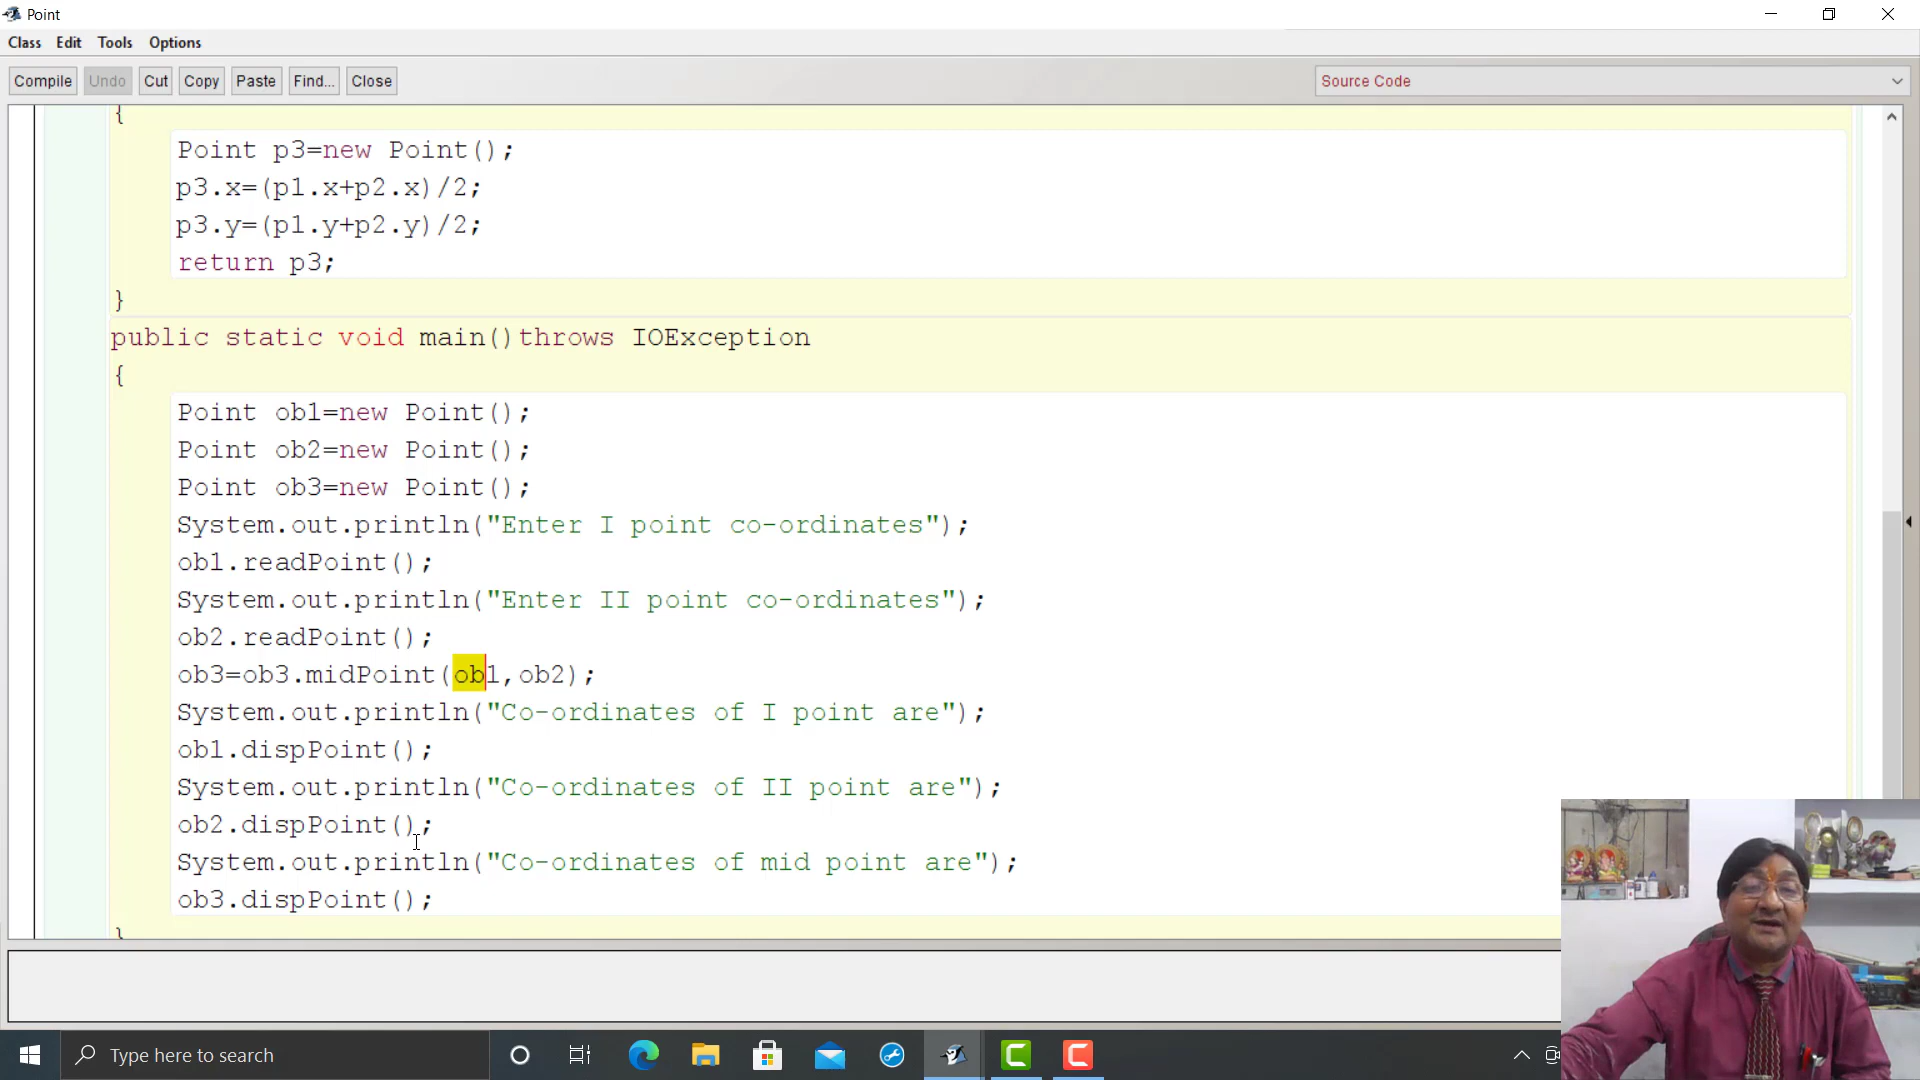 Point
Class Edit Tools Options
Compile Undo Cut Copy Paste Find... Close Source Code
{
Point p3=new Point();
p3.x=(p1.x+p2.x)/2;
p3.y=(p1.y+p2.y)/2;
return p3;
}
public static void main()throws IOException
{
Point ob1=new Point();
Point ob2=new Point();
Point ob3=new Point();
System.out.println("Enter I point co-ordinates");
ob1.readPoint();
System.out.println("Enter II point co-ordinates");
ob2.readPoint();
ob3=ob3.midPoint(ob1,ob2);
System.out.println("Co-ordinates of I point are");
ob1.dispPoint();
System.out.println("Co-ordinates of II point are");
ob2.dispPoint();
System.out.println("Co-ordinates of mid point are");
ob3.dispPoint();
}
Type here to search